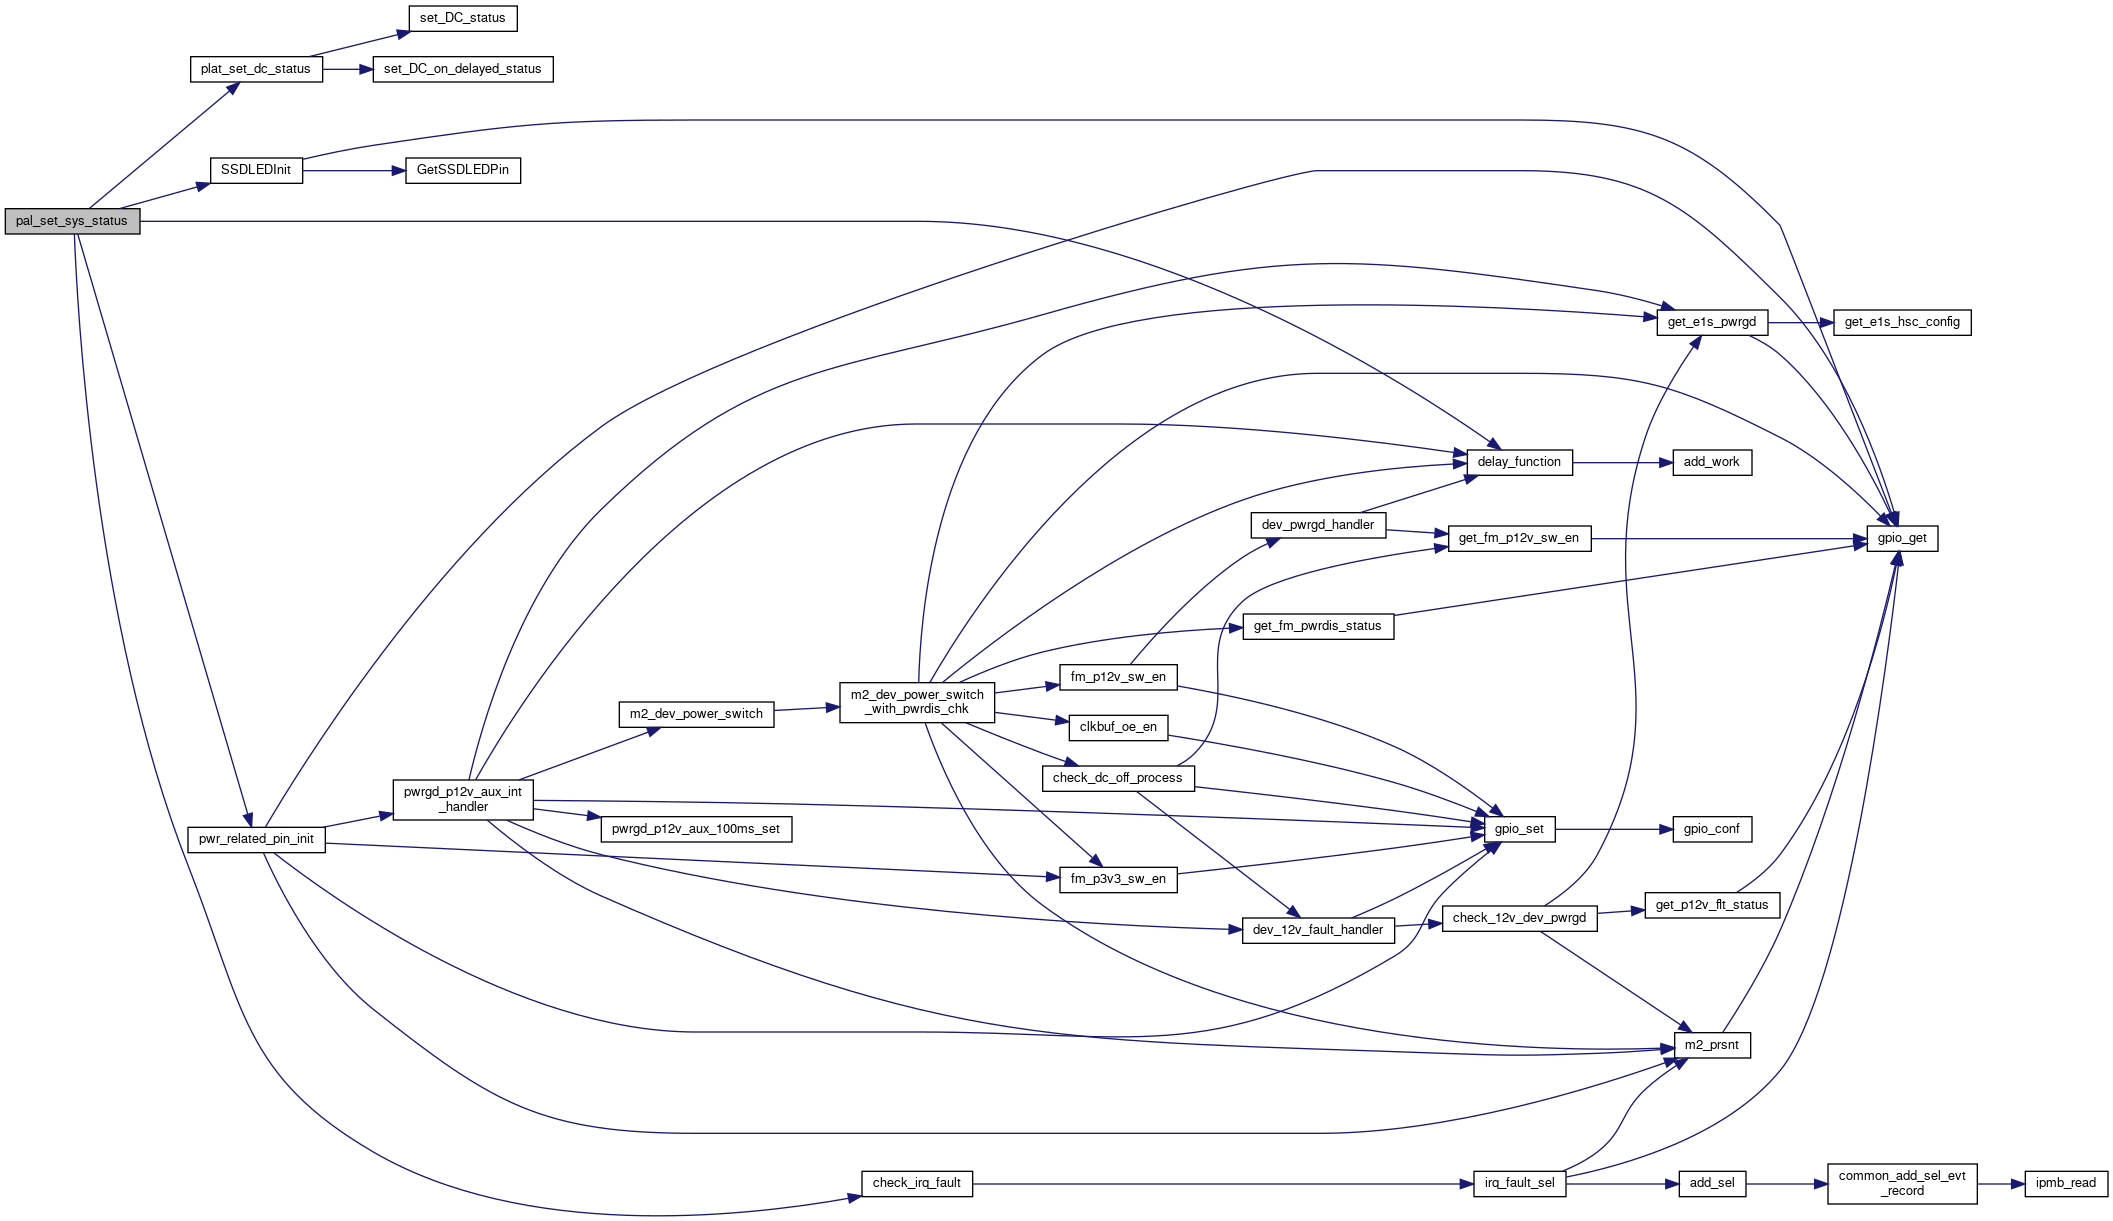 set_DC_status
plat_set_dc_status
set_DC_on_delayed_status
SSDLEDInit
GetSSDLEDPin
pal_set_sys_status
get_e1s_pwrgd
get_e1s_hsc_config
delay_function
add_work
dev_pwrgd_handler
get_fm_p12v_sw_en
gpio_get
get_fm_pwrdis_status
fm_p12v_sw_en
m2_dev_power_switch
_with_pwrdis_chk
m2_dev_power_switch
clkbuf_oe_en
check_dc_off_process
pwrgd_p12v_aux_int
_handler
pwrgd_p12v_aux_100ms_set
gpio_set
gpio_conf
pwr_related_pin_init
fm_p3v3_sw_en
get_p12v_flt_status
check_12v_dev_pwrgd
dev_12v_fault_handler
m2_prsnt
check_irq_fault
irq_fault_sel
add_sel
common_add_sel_evt
_record
ipmb_read